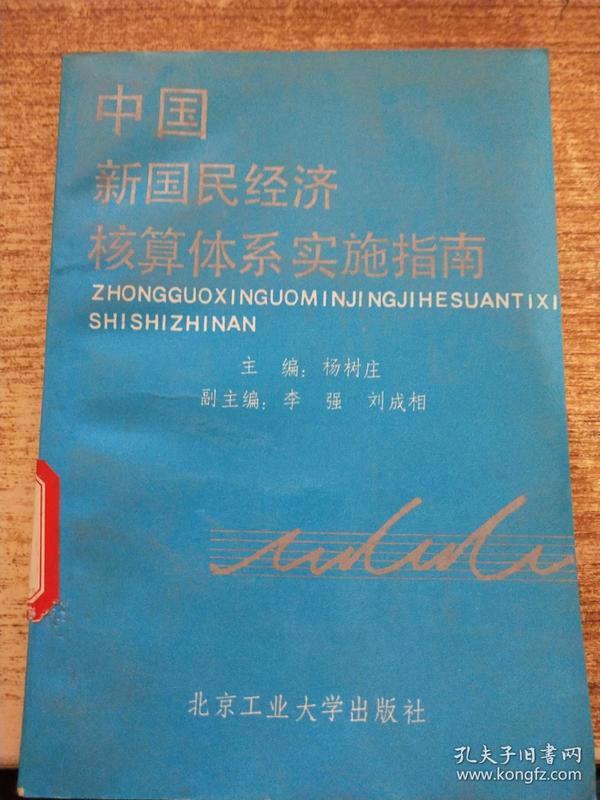 中国
新国民经济
核算体系实施指南
ZHONGGUOXINGUOMINJINGJIHESUANTIXI
SHISHIZHINAN
主 编：杨树庄
副主编：李 强 刘成相
北京工业大学出版社
孔夫子旧书网
www.kongfz.com